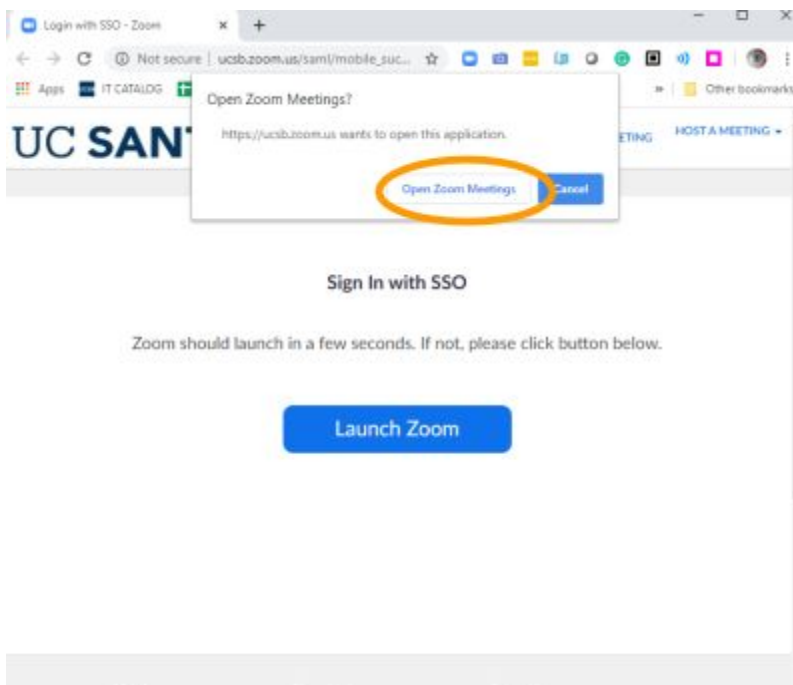 Login with SSO - Zoom
Not secure | ucsb.zoom.us/saml/mobile_suc...
Apps IT CATALOG Other bookmarks
Open Zoom Meetings?
https://ucsb.zoom.us wants to open this application.
Open Zoom Meetings Cancel
UC SAN ETING HOST A MEETING
Sign In with SSO
Zoom should launch in a few seconds. If not, please click button below.
Launch Zoom